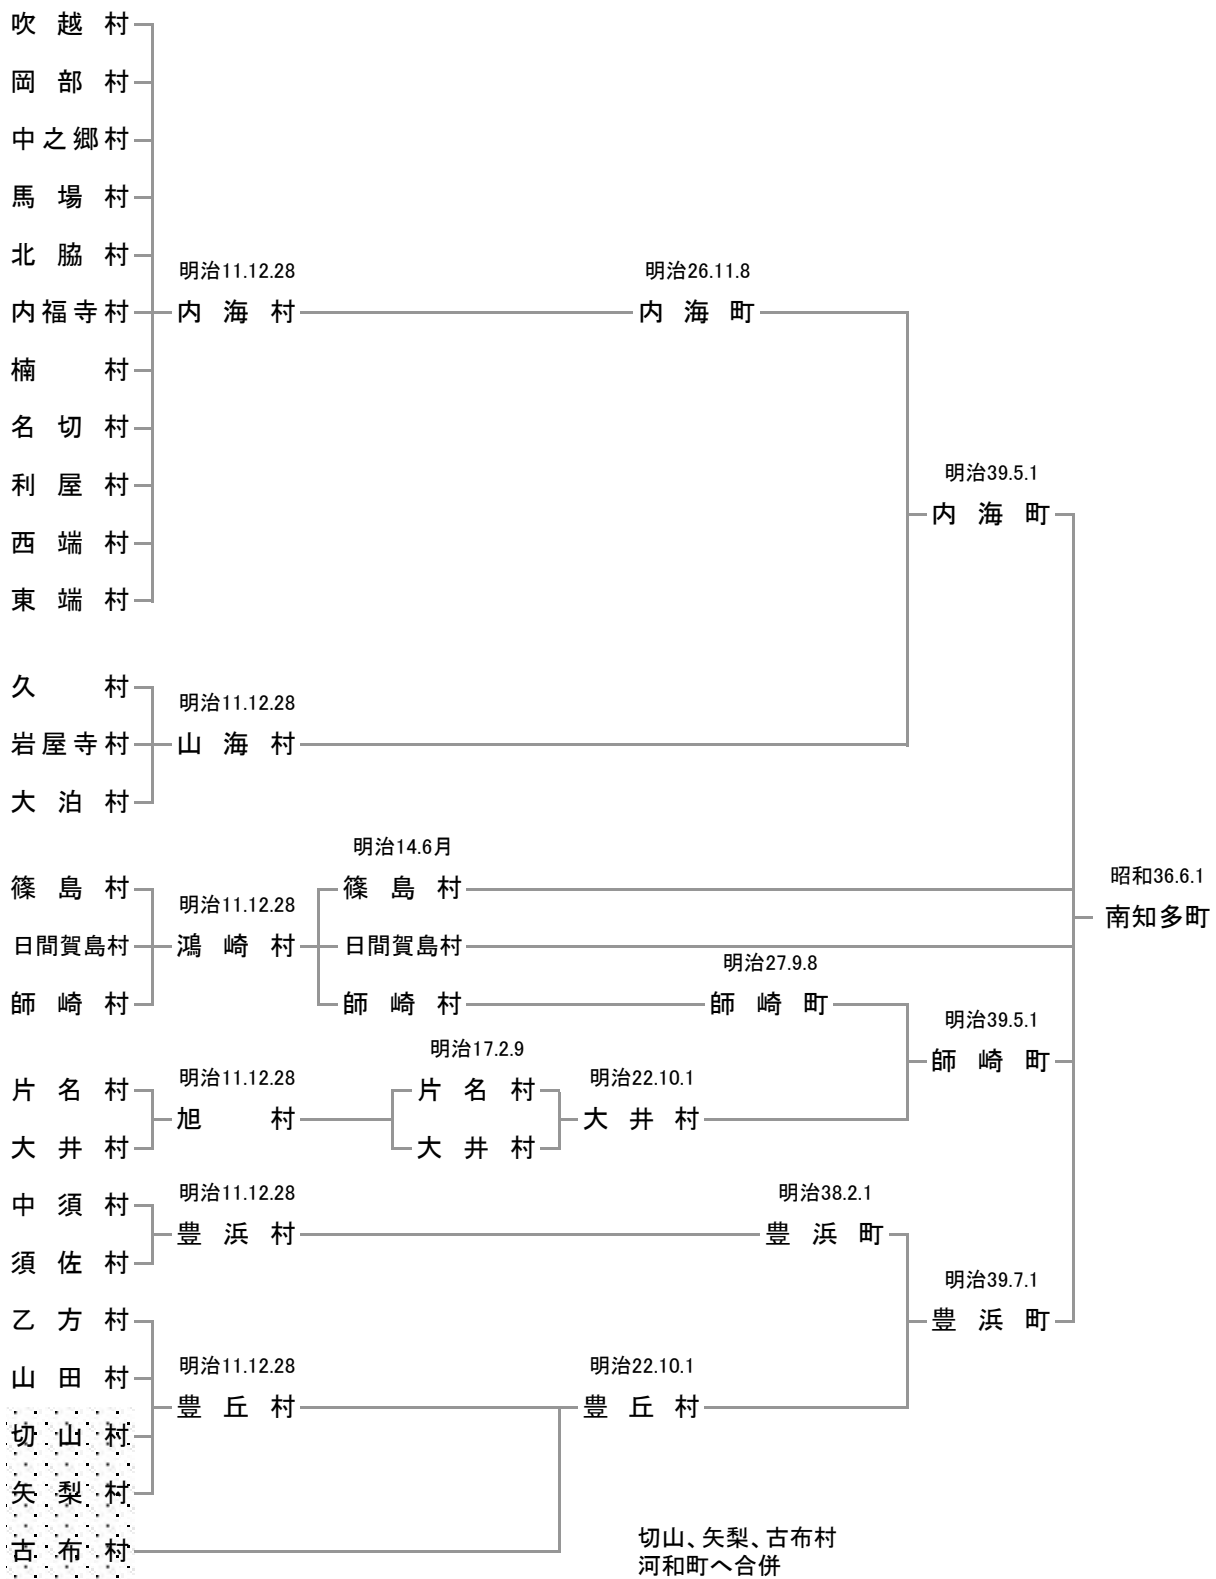 吹越村
岡部村
中之郷村
馬場村
北脇村
明治11.12.28
明治26.11.8
内福寺村
内海村
内海町
楠村
名切村
利屋村
明治39.5.1
内海町
西端村
東端村
久村
明治11.12.28
岩屋寺村
山海村
大泊村
明治14.6月
篠島村
明治11.12.28
篠島村
昭和36.6.1
南知多町
日間賀島村
鴻崎村
日間賀島村
明治27.9.8
師崎村
師崎村
師崎町
明治39.5.1
師崎町
明治17.2.9
片名村
明治11.12.28
片名村
明治22.10.1
旭村
大井村
大井村
大井村
中須村
明治11.12.28
明治38.2.1
豊浜村
豊浜町
須佐村
明治39.7.1
乙方村
豊浜町
山田村
明治11.12.28
明治22.10.1
豊丘村
豊丘村
切山村
矢梨村
古布村
切山、矢梨、古布村
河和町へ合併